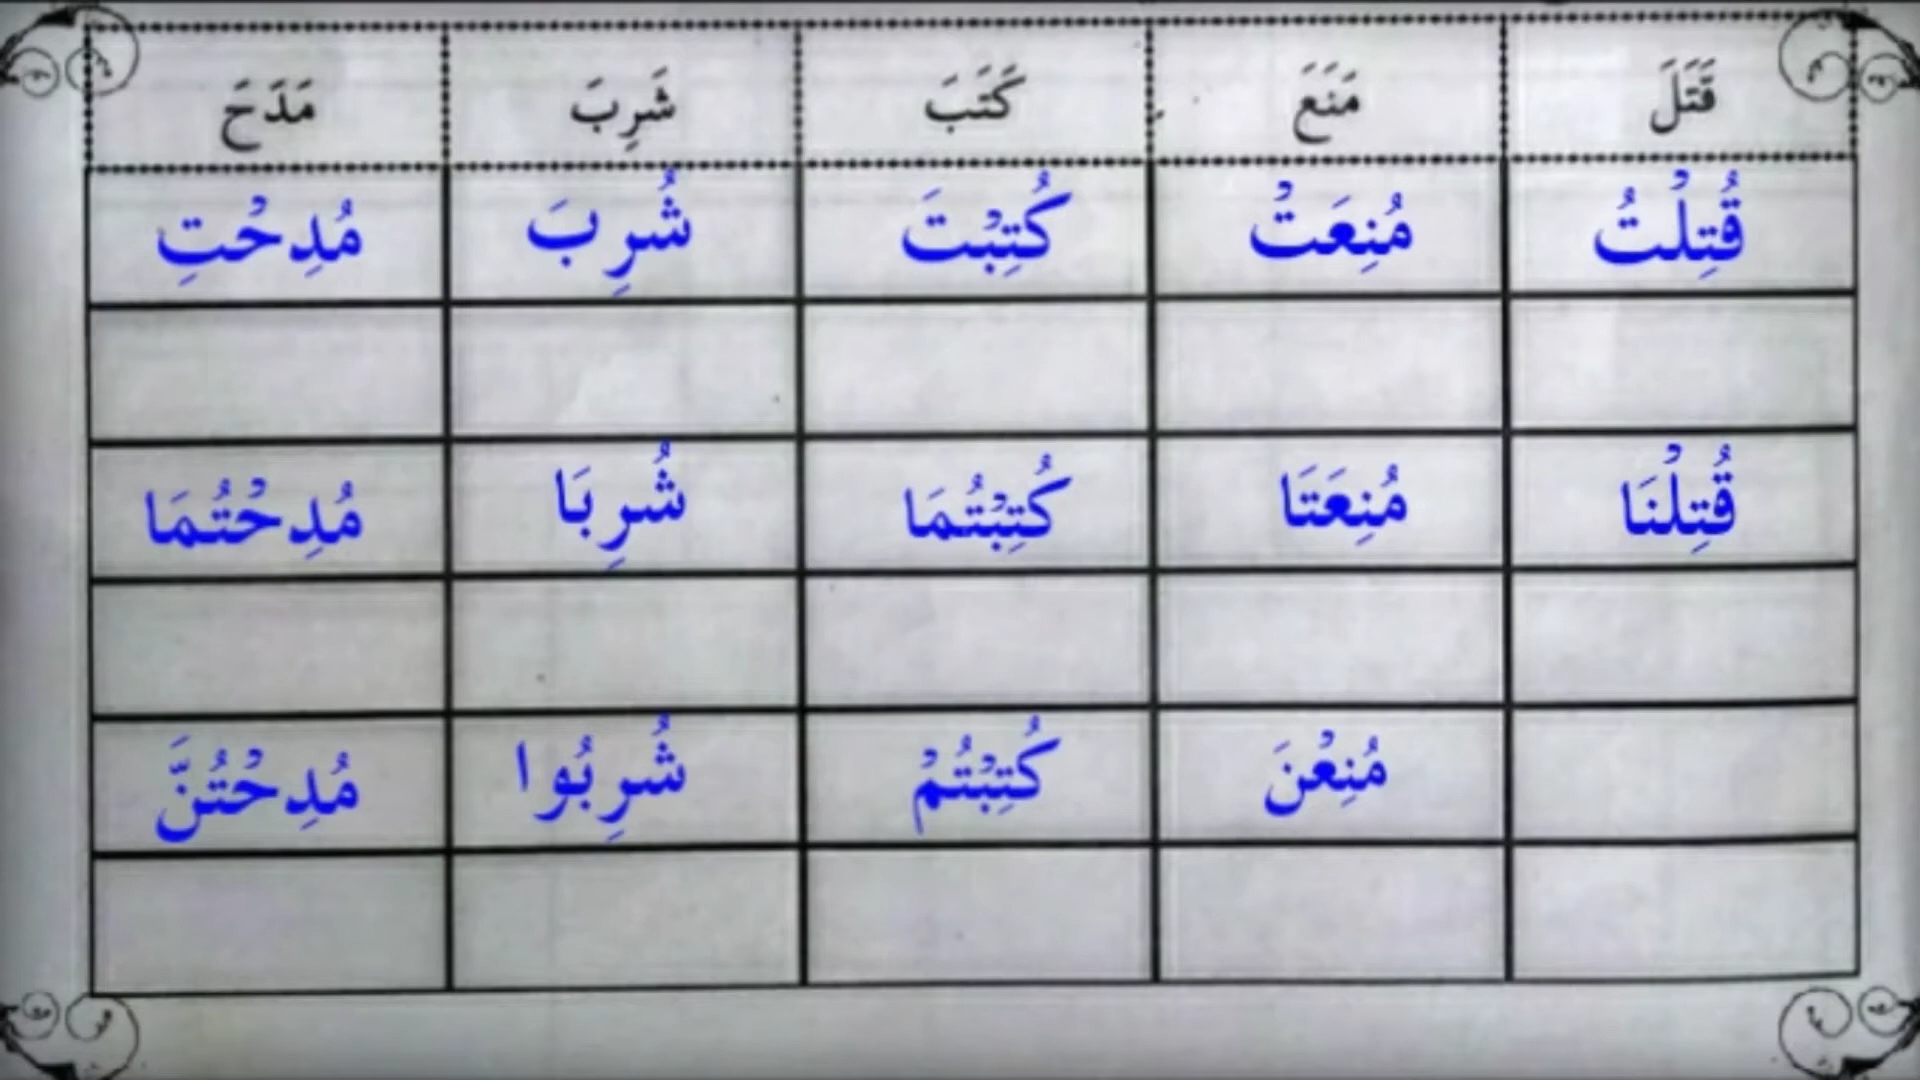 قَتَلَ مَنَعَ كَتَبَ شَرِبَ مَدَحَ
قُتِلْتُ مُنِعَتْ كُتِبْتَ شُرِبَ مُدِحْتِ
قُتِلْنَا مُنِعَتَا كُتِبْتُمَا شُرِبَا مُدِحْتُمَا
مُنِعْنَ كُتِبْتُمْ شُرِبُوا مُدِحْتُنَّ